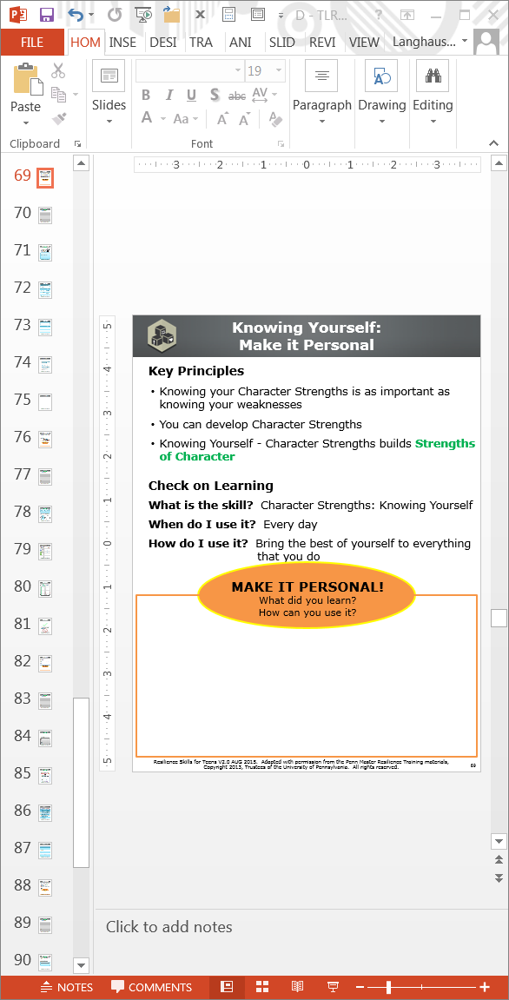 D - TLR...
?
FILE
HOM
INSE
DESI
TRA
ANI
SLID
REVI
VIEW
Langhaus...
Paste
Clipboard
Slides
19
B I U S abc AV
A Aa A A
Font
Paragraph
Drawing
Editing
3 2 1 0 1 2 3
5
4
3
2
1
0
1
2
3
4
5
69
70
71
72
73
74
75
76
77
78
79
80
81
82
83
84
85
86
87
88
89
90
Knowing Yourself:
Make it Personal
Key Principles
• Knowing your Character Strengths is as important as
knowing your weaknesses
• You can develop Character Strengths
• Knowing Yourself - Character Strengths builds Strengths
of Character
Check on Learning
What is the skill? Character Strengths: Knowing Yourself
When do I use it? Every day
How do I use it? Bring the best of yourself to everything
that you do
MAKE IT PERSONAL!
What did you learn?
How can you use it?
Resilience Skills for Teens V2.0 AUG 2015. Adapted with permission from the Penn Master Resilience Training materials,
Copyright 2013, Trustees of the University of Pennsylvania. All rights reserved.
69
Click to add notes
NOTES
COMMENTS